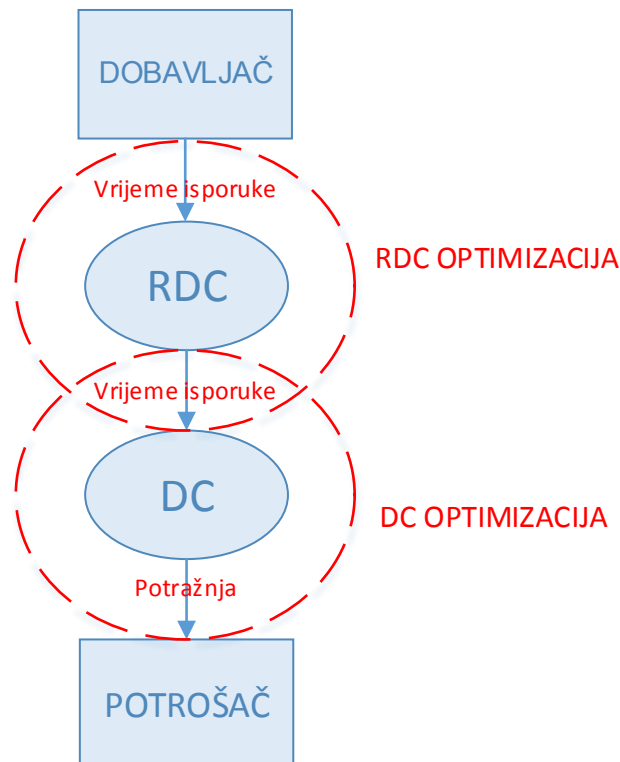 DOBAVLJAČ
Vrijeme isporuke
RDC OPTIMIZACIJA
RDC
Vrijeme isporuke
DC
DC OPTIMIZACIJA
Potražnja
POTROŠAČ